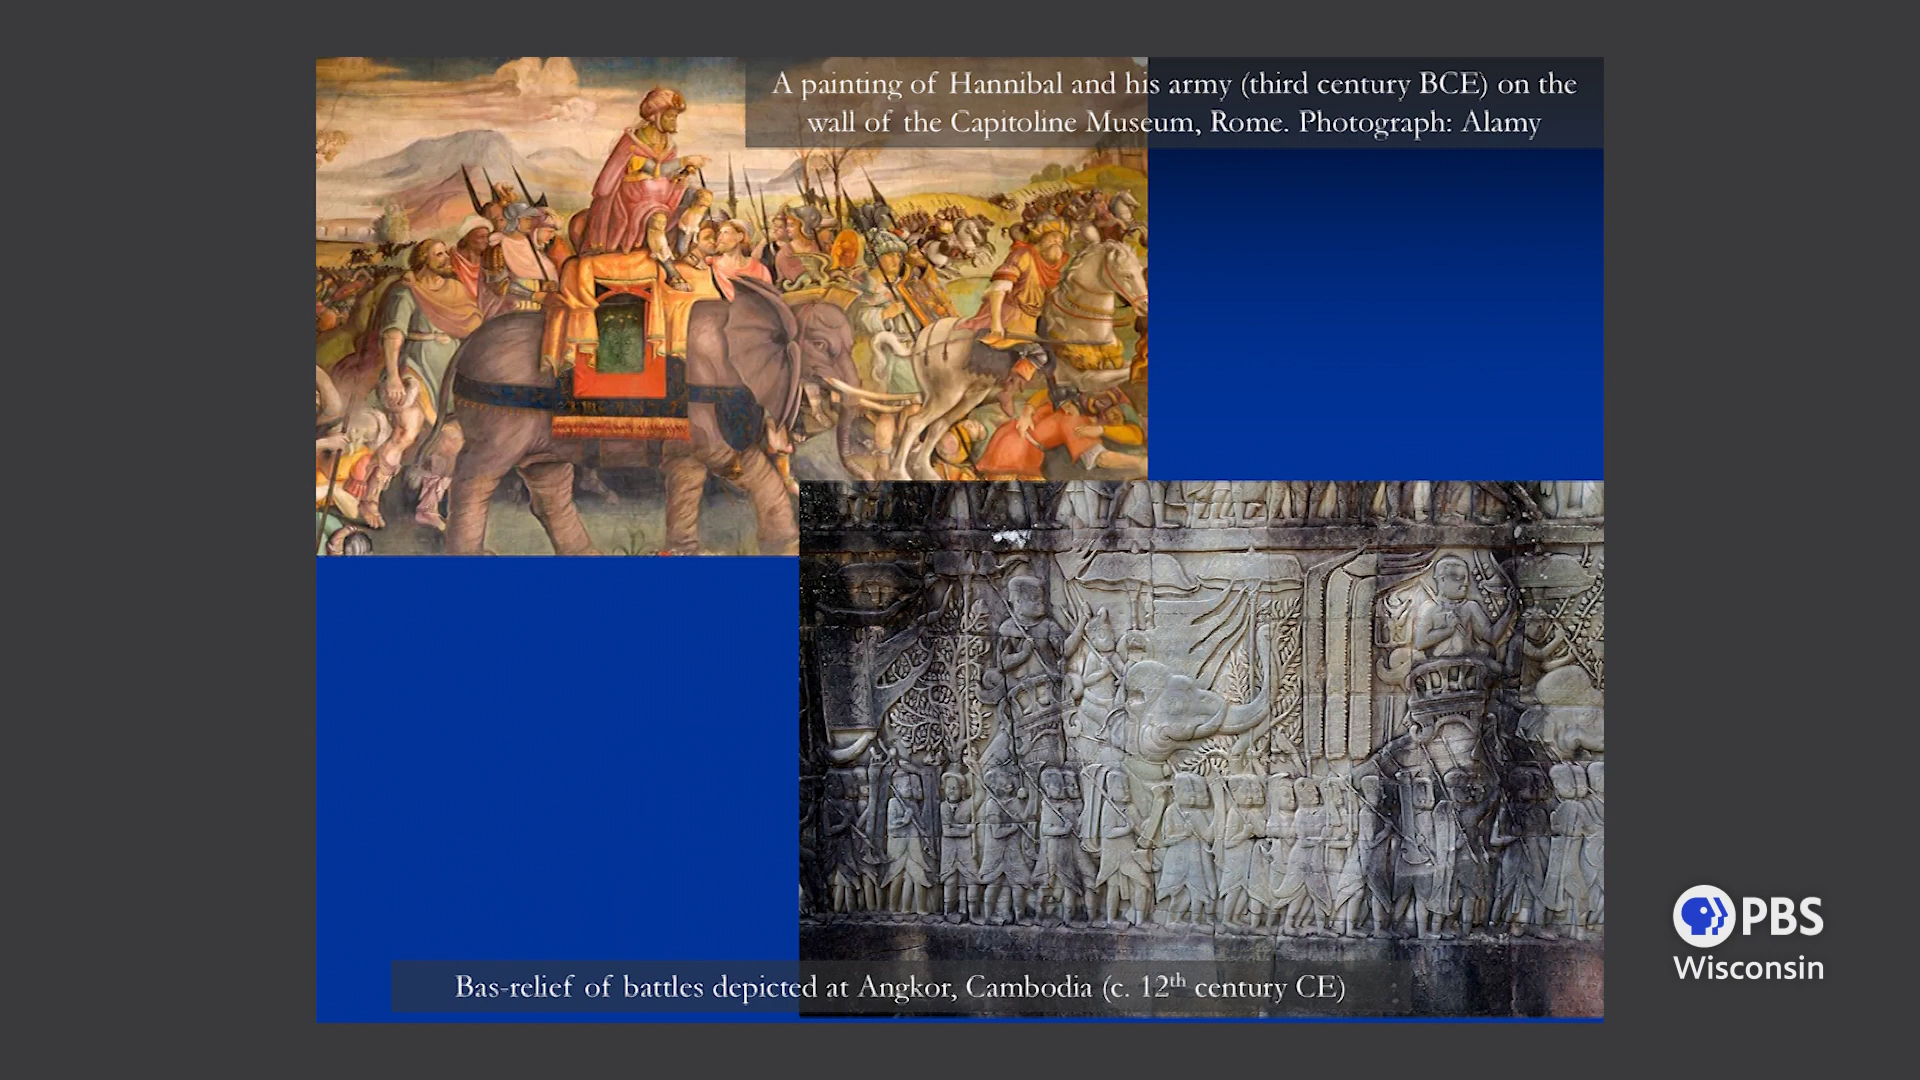 A painting of Hannibal and his army (third century BCE) on the
wall of the Capitoline Museum, Rome. Photograph: Alamy
Bas-relief of battles depicted at Angkor, Cambodia (c. 12th century CE)
PBS
Wisconsin